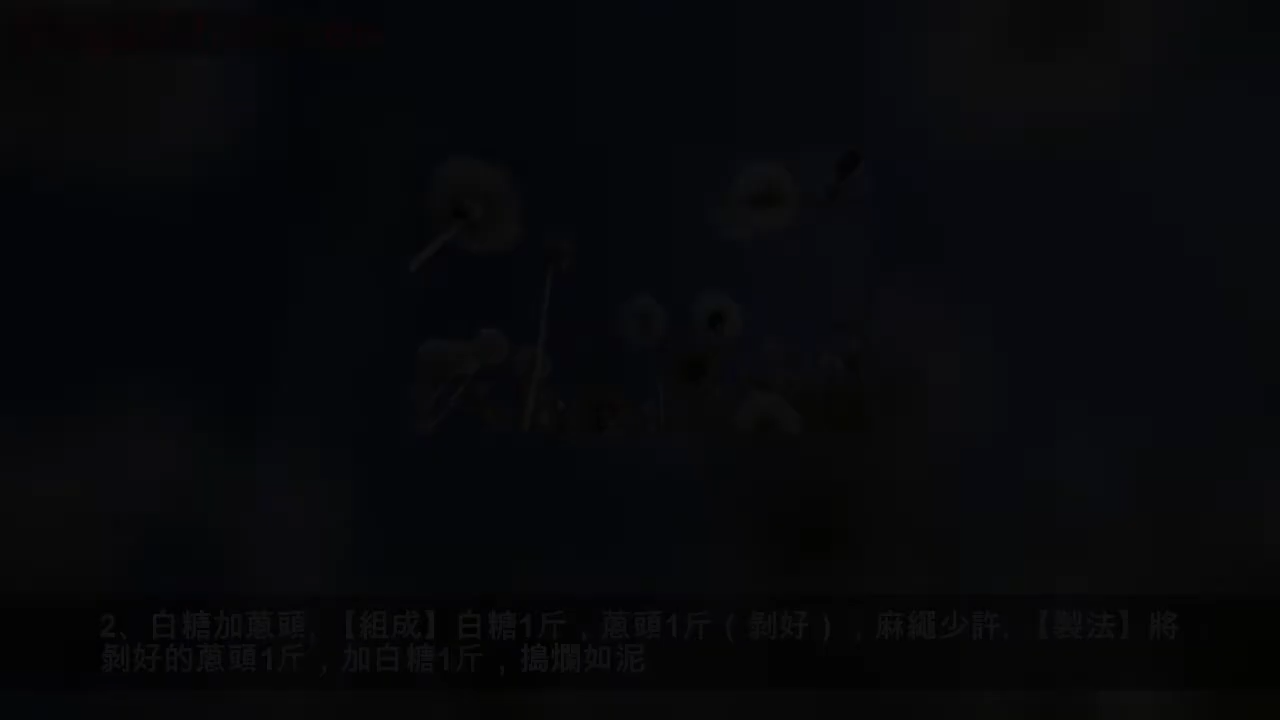 2、白糖加蔥頭. 【組成】白糖1斤，蔥頭1斤（剝好），麻繩少許. 【製法】將
剝好的蔥頭1斤，加白糖1斤，搗爛如泥